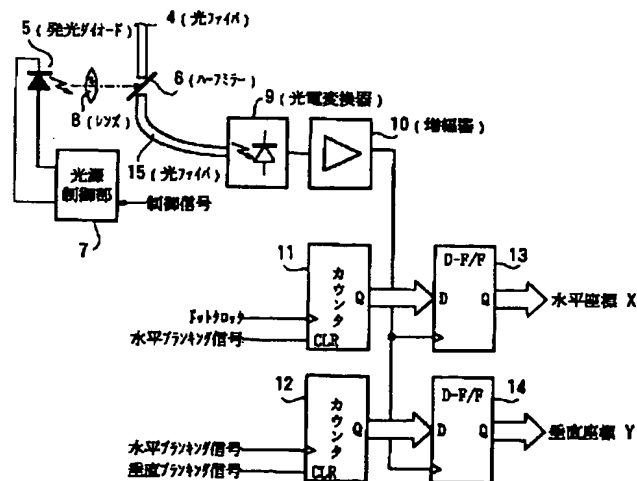 4 (光ファイバ)
5 (発光ダイオード)
6 (ハーフミラー)
8 (レンズ)
9 (光電変換器)
10 (増幅器)
15 (光ファイバ)
光源
制御部
7
制御信号
11
カウンタ
Q
CLR
ドットクロック
水平ブランキング信号
D-F/F
13
D
Q
水平座標 X
12
カウンタ
Q
CLR
水平ブランキング信号
垂直ブランキング信号
D-F/F
14
D
Q
垂直座標 Y